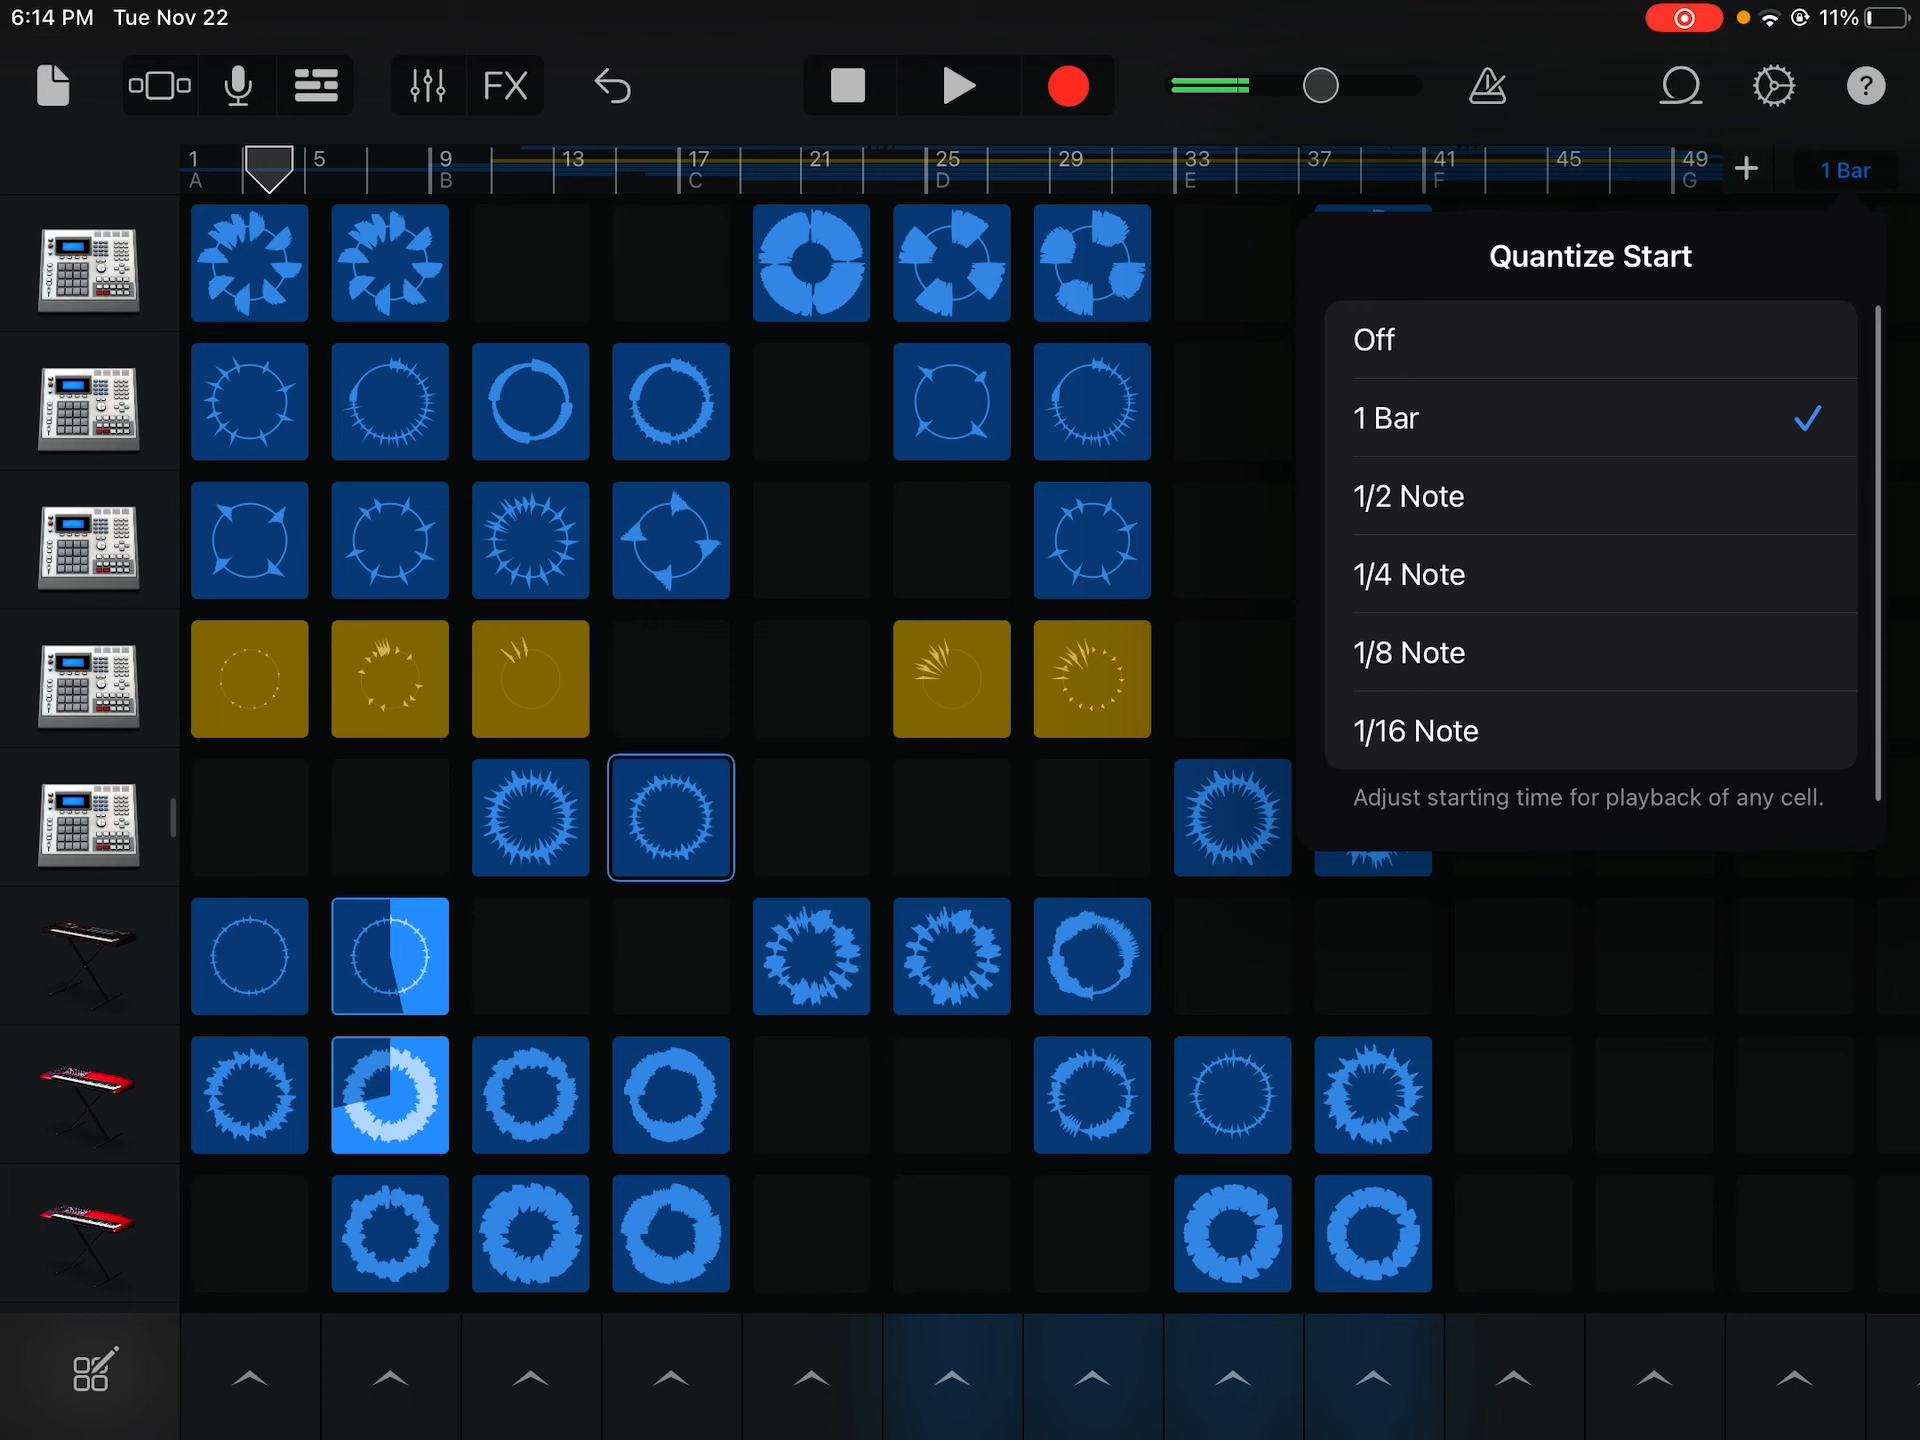 6:14 PM Tue Nov 22
11%
FX
?
1 5 9 13 17 21 25 29 33 37 41 45 49
A B C D E F G
+
1 Bar
Quantize Start
Off
1 Bar
1/2 Note
1/4 Note
1/8 Note
1/16 Note
Adjust starting time for playback of any cell.